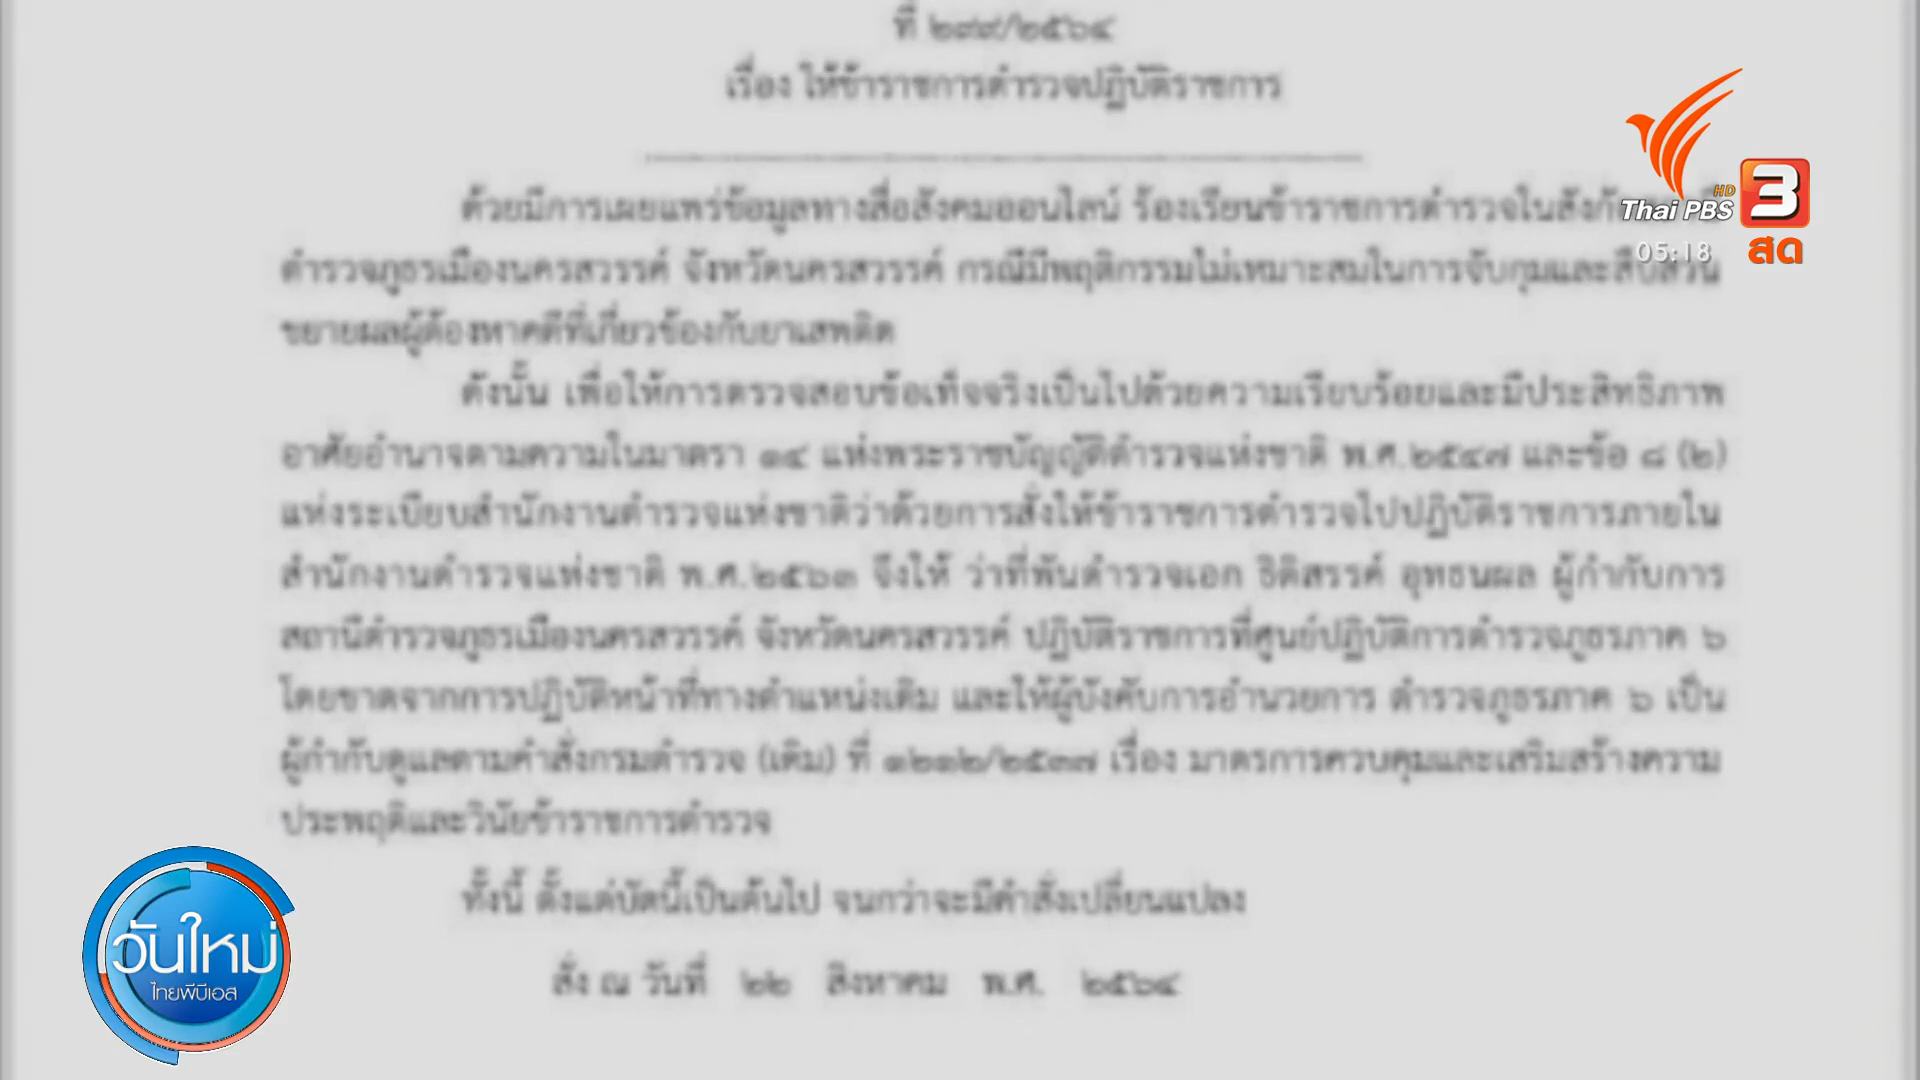 ที่ ๒๙๙/๒๕๖๔
เรื่อง ให้ข้าราชการตำรวจปฏิบัติราชการ
ด้วยมีการเผยแพร่ข้อมูลทางสื่อสังคมออนไลน์ ร้องเรียนข้าราชการตำรวจในสังกั
ตำรวจภูธรเมืองนครสวรรค์ จังหวัดนครสวรรค์ กรณีมีพฤติกรรมไม่เหมาะสมในการจับกุมและสืบสวน
ขยายผลผู้ต้องหาคดีที่เกี่ยวข้องกับยาเสพติด
ดังนั้น เพื่อให้การตรวจสอบข้อเท็จจริงเป็นไปด้วยความเรียบร้อยและมีประสิทธิภาพ
อาศัยอำนาจตามความในมาตรา ๑๔ แห่งพระราชบัญญัติตำรวจแห่งชาติ พ.ศ.๒๕๔๗ และข้อ ๘ (๒)
แห่งระเบียบสำนักงานตำรวจแห่งชาติว่าด้วยการสั่งให้ข้าราชการตำรวจไปปฏิบัติราชการภายใน
สำนักงานตำรวจแห่งชาติ พ.ศ.๒๕๖๓ จึงให้ ว่าที่พันตำรวจเอก ธิติสรรค์ อุทธนผล ผู้กำกับการ
สถานีตำรวจภูธรเมืองนครสวรรค์ จังหวัดนครสวรรค์ ปฏิบัติราชการที่ศูนย์ปฏิบัติการตำรวจภูธรภาค ๖
โดยขาดจากการปฏิบัติหน้าที่ทางตำแหน่งเดิม และให้ผู้บังคับการอำนวยการ ตำรวจภูธรภาค ๖ เป็น
ผู้กำกับดูแลตามคำสั่งกรมตำรวจ (เดิม) ที่ ๑๒๑๒/๒๕๓๗ เรื่อง มาตรการควบคุมและเสริมสร้างความ
ประพฤติและวินัยข้าราชการตำรวจ
ทั้งนี้ ตั้งแต่บัดนี้เป็นต้นไป จนกว่าจะมีคำสั่งเปลี่ยนแปลง
สั่ง ณ วันที่ ๒๒ สิงหาคม พ.ศ. ๒๕๖๔
HD
Thai PBS 3
05:18 สด
วันใหม่
ไทยพีบีเอส